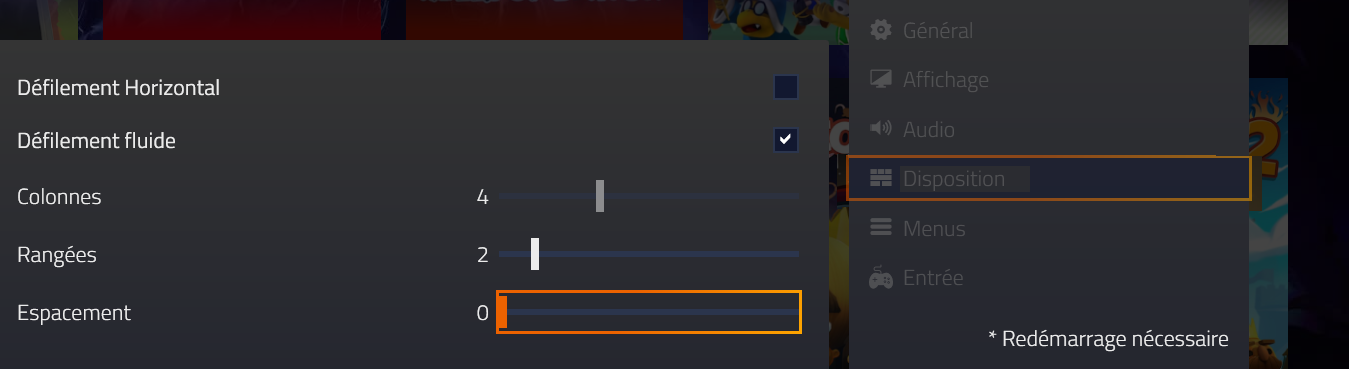 Défilement Horizontal
Défilement fluide
Colonnes 4
Rangées 2
Espacement 0
Général
Affichage
Audio
Disposition
Menus
Entrée
* Redémarrage nécessaire